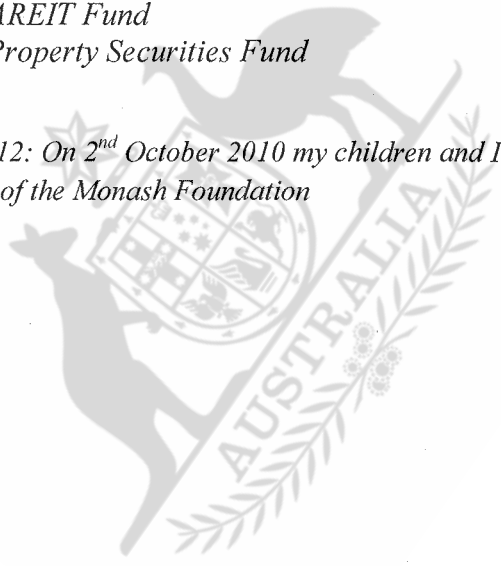 AREIT Fund
Property Securities Fund
12: On 2nd October 2010 my children and I
of the Monash Foundation
AUSTRALIA